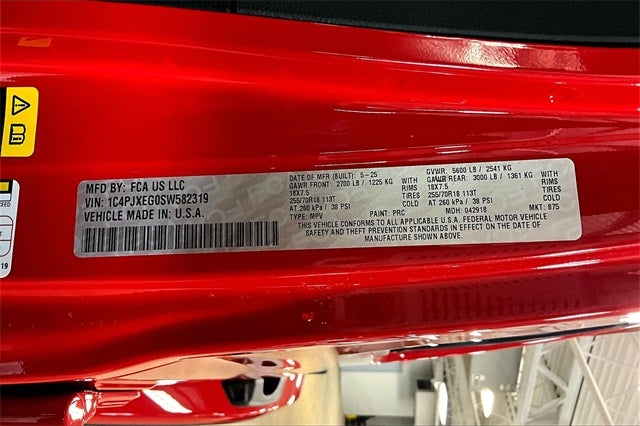 MFD BY: FCA US LLC
VIN: 1C4PJXEG0SW582319
VEHICLE MADE IN U.S.A.
DATE OF MFR (BUILT): 5-25
GAWR FRONT: 2700 LB / 1225 KG WITH
18X7.5 RIMS
255/70R18 113T TIRES
AT 260 kPa / 38 PSI
TYPE: MPV PAINT: PRC
GVWR: 5600 LB / 2541 KG
GAWR REAR: 3000 LB / 1361 KG WITH
18X7.5 RIMS
255/70R18 113T TIRES
AT 260 kPa / 38 PSI
MDH: 042918 MKT: 875
THIS VEHICLE CONFORMS TO ALL APPLICABLE U.S.A. FEDERAL MOTOR VEHICLE
SAFETY AND THEFT PREVENTION STANDARDS IN EFFECT ON THE DATE OF
MANUFACTURE SHOWN ABOVE.